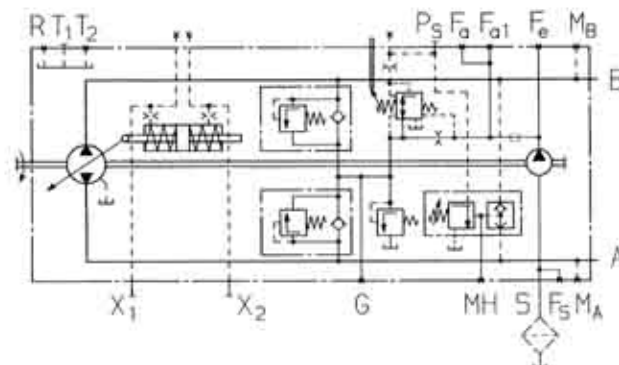 R T1 T2 PS Fa Fa1 Fe MB
B
A
X1 X2 G MH S FS MA